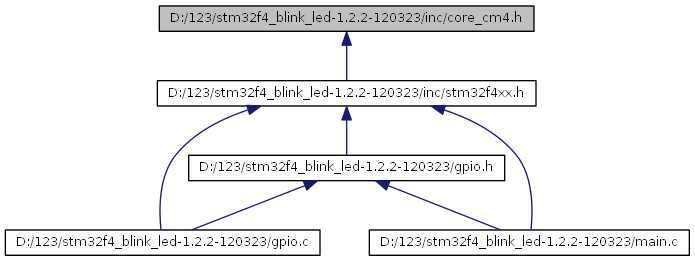 D:/123/stm32f4_blink_led-1.2.2-120323/inc/core_cm4.h
D:/123/stm32f4_blink_led-1.2.2-120323/inc/stm32f4xx.h
D:/123/stm32f4_blink_led-1.2.2-120323/gpio.h
D:/123/stm32f4_blink_led-1.2.2-120323/gpio.c
D:/123/stm32f4_blink_led-1.2.2-120323/main.c